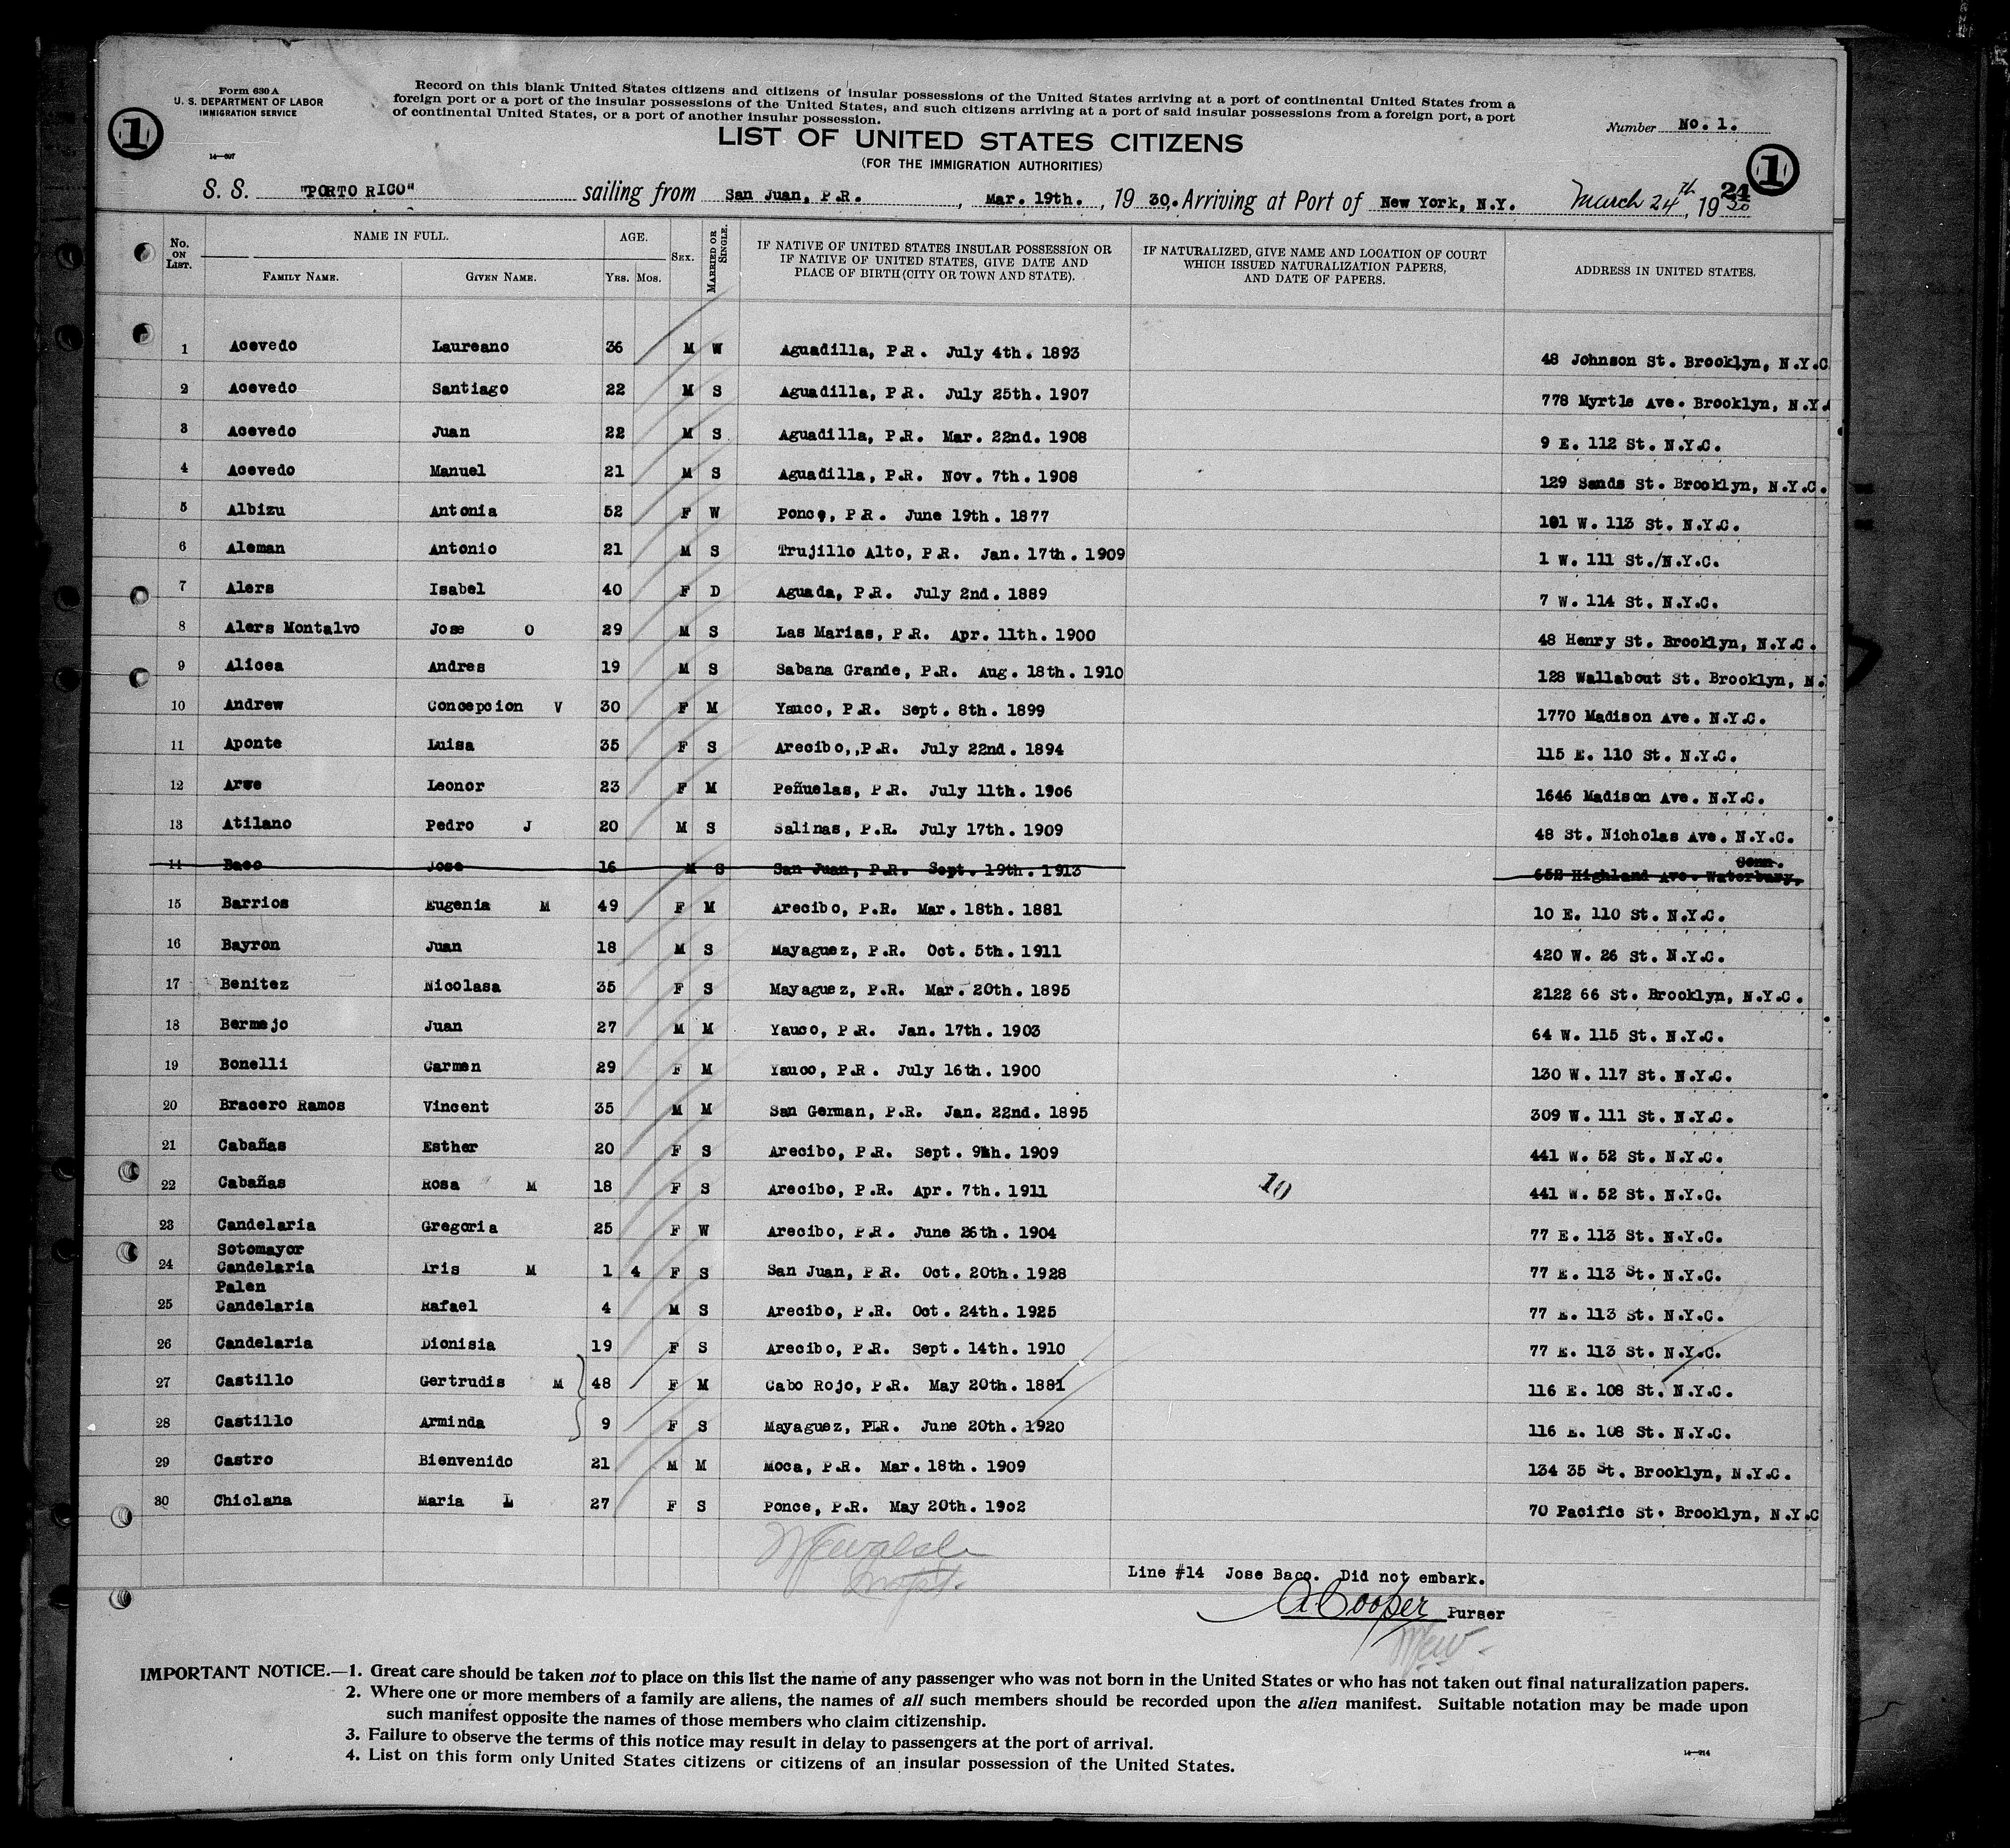 Form 630 A
U. S. DEPARTMENT OF LABOR
IMMIGRATION SERVICE
14—607
1
Record on this blank United States citizens and citizens of insular possessions of the United States arriving at a port of continental United States from a
foreign port or a port of the insular possessions of the United States, and such citizens arriving at a port of said insular possessions from a foreign port, a port
of continental United States, or a port of another insular possession.
LIST OF UNITED STATES CITIZENS
(FOR THE IMMIGRATION AUTHORITIES)
Number No. 1.
1
S. S. "PORTO RICO" sailing from San Juan, P.R. , Mar. 19th. , 19 30. Arriving at Port of New York, N.Y. March 24th, 19
No. ON LIST. NAME IN FULL. FAMILY NAME. GIVEN NAME. AGE. YRS. MOS. SEX. MARRIED OR SINGLE. IF NATIVE OF UNITED STATES INSULAR POSSESSION OR IF NATIVE OF UNITED STATES, GIVE DATE AND PLACE OF BIRTH (CITY OR TOWN AND STATE). IF NATURALIZED, GIVE NAME AND LOCATION OF COURT WHICH ISSUED NATURALIZATION PAPERS, AND DATE OF PAPERS. ADDRESS IN UNITED STATES.
1 Acevedo Laureano 36 M W Aguadilla, P.R. July 4th. 1893 48 Johnson St. Brooklyn, N.Y.C
2 Acevedo Santiago 22 M S Aguadilla, P.R. July 25th. 1907 778 Myrtle Ave. Brooklyn, N.Y.
3 Acevedo Juan 22 M S Aguadilla, P.R. Mar. 22nd. 1908 9 E. 112 St. N.Y.C.
4 Acevedo Manuel 21 M S Aguadilla, P.R. Nov. 7th. 1908 129 Sands St. Brooklyn, N.Y.C.
5 Albizu Antonia 52 F W Ponce, P.R. June 19th. 1877 101 W. 113 St. N.Y.C.
6 Aleman Antonio 21 M S Trujillo Alto, P.R. Jan. 17th. 1909 1 W. 111 St./N.Y.C.
7 Alers Isabel 40 F D Aguada, P.R. July 2nd. 1889 7 W. 114 St. N.Y.C.
8 Alers Montalvo Jose O 29 M S Las Marias, P.R. Apr. 11th. 1900 48 Henry St. Brooklyn, N.Y.C.
9 Alicea Andres 19 M S Sabana Grande, P.R. Aug. 18th. 1910 128 Wallabout St. Brooklyn, N.
10 Andrew Concepcion V 30 F M Yauco, P.R. Sept. 8th. 1899 1770 Madison Ave. N.Y.C.
11 Aponte Luisa 35 F S Arecibo,,P.R. July 22nd. 1894 115 E. 110 St. N.Y.C.
12 Arwe Leonor 23 F M Peñuelas, P.R. July 11th. 1906 1646 Madison Ave. N.Y.C.
13 Atilano Pedro J 20 M S Salinas, P.R. July 17th. 1909 48 St. Nicholas Ave. N.Y.C.
14 Baco Jose 16 M S San Juan, P.R. Sept. 19th. 1913 652 Highland Ave. Waterbury, Conn.
15 Barrios Eugenia M 49 F M Arecibo, P.R. Mar. 18th. 1881 10 E. 110 St. N.Y.C.
16 Bayron Juan 18 M S Mayaguez, P.R. Oct. 5th. 1911 420 W. 26 St. N.Y.C.
17 Benitez Nicolasa 35 F S Mayaguez, P.R. Mar. 20th. 1895 2122 66 St. Brooklyn, N.Y.C.
18 Bermejo Juan 27 M M Yauco, P.R. Jan. 17th. 1903 64 W. 115 St. N.Y.C.
19 Bonelli Carmen 29 F M Yauco, P.R. July 16th. 1900 130 W. 117 St. N.Y.C.
20 Bracero Ramos Vincent 35 M M San German, P.R. Jan. 22nd. 1895 309 W. 111 St. N.Y.C.
21 Cabañas Esther 20 F S Arecibo, P.R. Sept. 9th. 1909 441 W. 52 St. N.Y.C.
22 Cabañas Rosa M 18 F S Arecibo, P.R. Apr. 7th. 1911 10 441 W. 52 St. N.Y.C.
23 Candelaria Gregoria 25 F W Arecibo, P.R. June 26th. 1904 77 E. 113 St. N.Y.C.
Sotomayor
24 Candelaria Iris M 1 4 F S San Juan, P.R. Oct. 20th. 1928 77 E. 113 St. N.Y.C.
Palen
25 Candelaria Rafael 4 M S Arecibo, P.R. Oct. 24th. 1925 77 E. 113 St. N.Y.C.
26 Candelaria Dionisia 19 F S Arecibo, P.R. Sept. 14th. 1910 77 E. 113 St. N.Y.C.
27 Castillo Gertrudis M 48 F M Cabo Rojo, P.R. May 20th. 1881 116 E. 108 St. N.Y.C.
28 Castillo Arminda 9 F S Mayaguez, P.R. June 20th. 1920 116 E. 108 St. N.Y.C.
29 Castro Bienvenido 21 M M Moca, P.R. Mar. 18th. 1909 134 35 St. Brooklyn, N.Y.C.
30 Chiclana Maria L 27 F S Ponce, P.R. May 20th. 1902 70 Pacific St. Brooklyn, N.Y.C
Line #14 Jose Baco. Did not embark.
A Cooper Purser
IMPORTANT NOTICE.—1. Great care should be taken not to place on this list the name of any passenger who was not born in the United States or who has not taken out final naturalization papers.
2. Where one or more members of a family are aliens, the names of all such members should be recorded upon the alien manifest. Suitable notation may be made upon
such manifest opposite the names of those members who claim citizenship.
3. Failure to observe the terms of this notice may result in delay to passengers at the port of arrival.
4. List on this form only United States citizens or citizens of an insular possession of the United States.
14—214